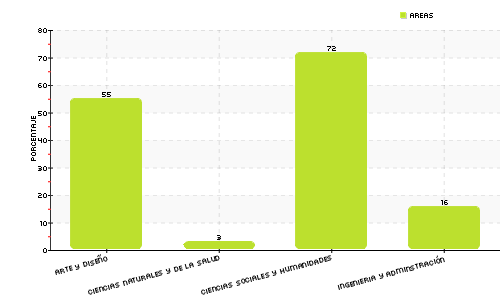 AREAS
PORCENTAJE
80
70
60
50
40
30
20
10
0
55
3
72
16
ARTE Y DISEÑO
CIENCIAS NATURALES Y DE LA SALUD
CIENCIAS SOCIALES Y HUMANIDADES
INGENIERIA Y ADMINSTRACIÓN